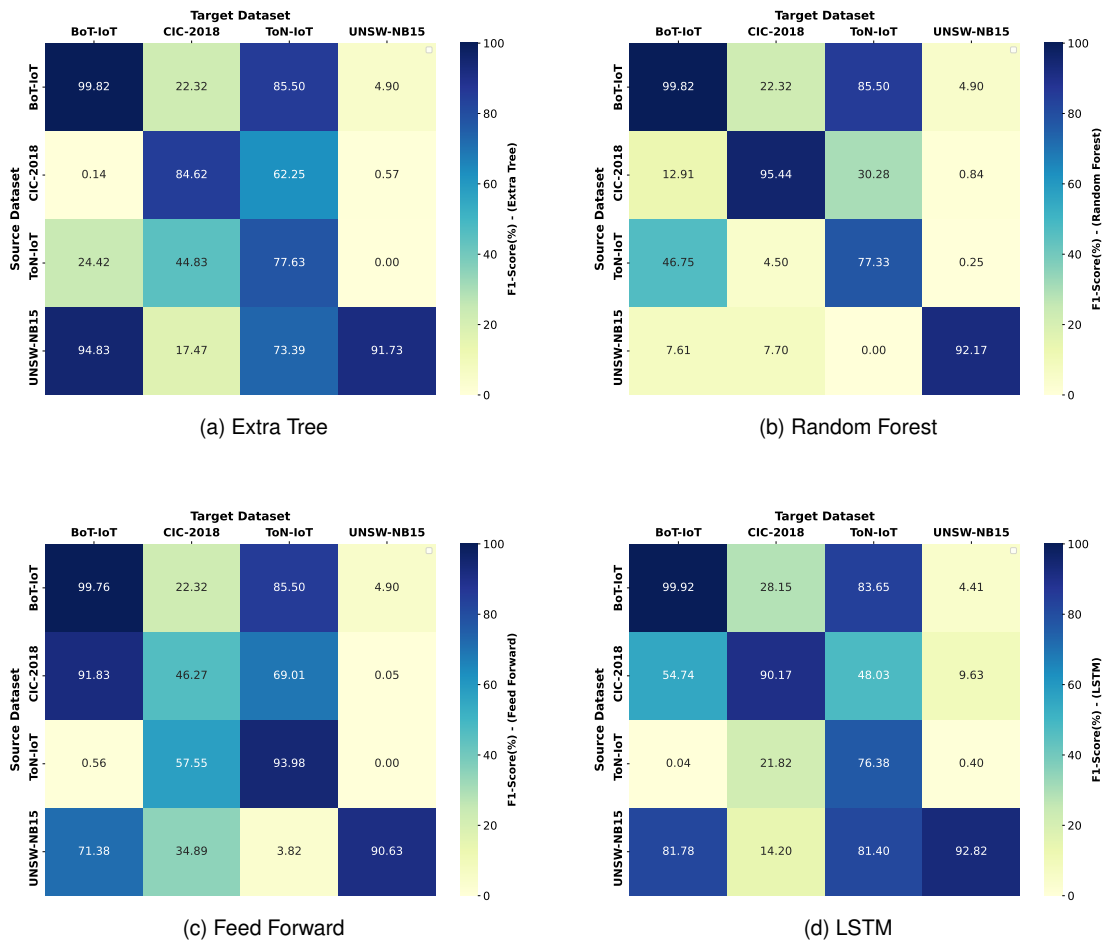 Target Dataset
BoT-IoT CIC-2018 ToN-IoT UNSW-NB15
Source Dataset
BoT-IoT 99.82 22.32 85.50 4.90
CIC-2018 0.14 84.62 62.25 0.57
ToN-IoT 24.42 44.83 77.63 0.00
UNSW-NB15 94.83 17.47 73.39 91.73
100
80
60
40
20
0
F1-Score(%) - (Extra Tree)
(a) Extra Tree
Target Dataset
BoT-IoT CIC-2018 ToN-IoT UNSW-NB15
Source Dataset
BoT-IoT 99.82 22.32 85.50 4.90
CIC-2018 12.91 95.44 30.28 0.84
ToN-IoT 46.75 4.50 77.33 0.25
UNSW-NB15 7.61 7.70 0.00 92.17
100
80
60
40
20
0
F1-Score(%) - (Random Forest)
(b) Random Forest
Target Dataset
BoT-IoT CIC-2018 ToN-IoT UNSW-NB15
Source Dataset
BoT-IoT 99.76 22.32 85.50 4.90
CIC-2018 91.83 46.27 69.01 0.05
ToN-IoT 0.56 57.55 93.98 0.00
UNSW-NB15 71.38 34.89 3.82 90.63
100
80
60
40
20
0
F1-Score(%) - (Feed Forward)
(c) Feed Forward
Target Dataset
BoT-IoT CIC-2018 ToN-IoT UNSW-NB15
Source Dataset
BoT-IoT 99.92 28.15 83.65 4.41
CIC-2018 54.74 90.17 48.03 9.63
ToN-IoT 0.04 21.82 76.38 0.40
UNSW-NB15 81.78 14.20 81.40 92.82
100
80
60
40
20
0
F1-Score(%) - (LSTM)
(d) LSTM